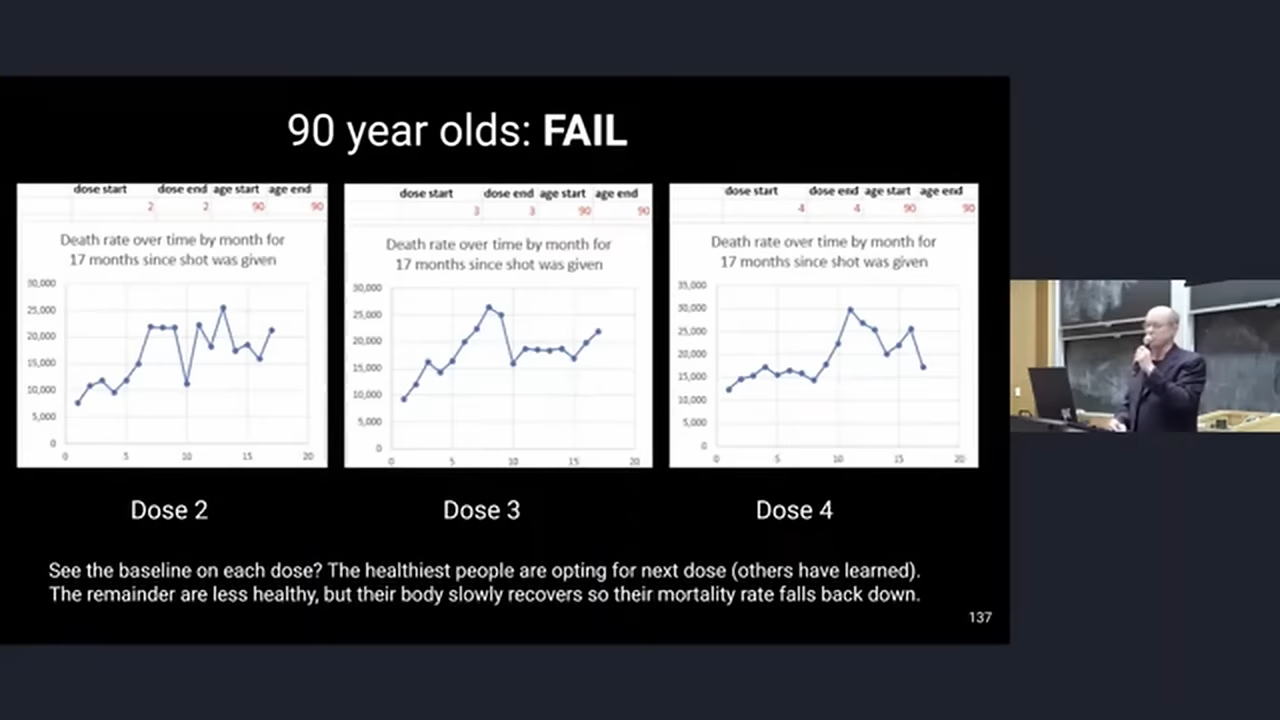 90 year olds: FAIL
dose start dose end age start age end
2 2 90 90
Death rate over time by month for
17 months since shot was given
30,000
25,000
20,000
15,000
10,000
5,000
0
0 5 10 15 20
Dose 2
dose start dose end age start age end
3 3 90 90
Death rate over time by month for
17 months since shot was given
30,000
25,000
20,000
15,000
10,000
5,000
0
0 5 10 15 20
Dose 3
dose start dose end age start age end
4 4 90 90
Death rate over time by month for
17 months since shot was given
35,000
30,000
25,000
20,000
15,000
10,000
5,000
0
0 5 10 15 20
Dose 4
See the baseline on each dose? The healthiest people are opting for next dose (others have learned).
The remainder are less healthy, but their body slowly recovers so their mortality rate falls back down.
137